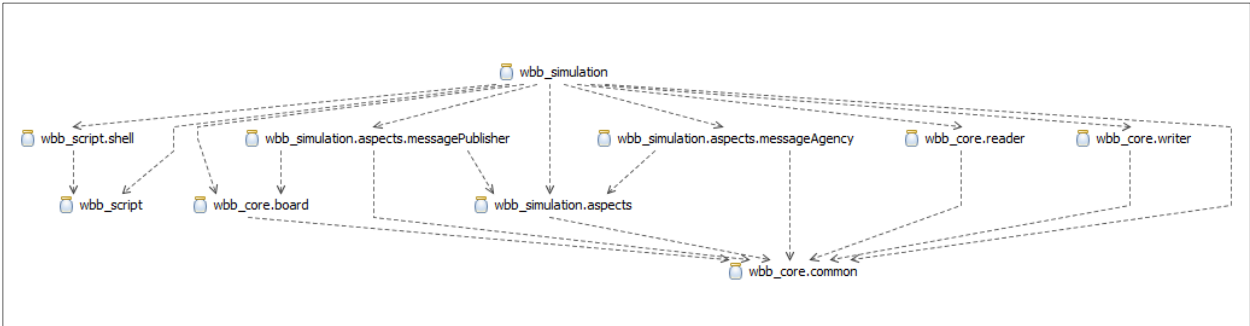 wbb_simulation
wbb_script.shell
wbb_simulation.aspects.messagePublisher
wbb_simulation.aspects.messageAgency
wbb_core.reader
wbb_core.writer
wbb_script
wbb_core.board
wbb_simulation.aspects
wbb_core.common